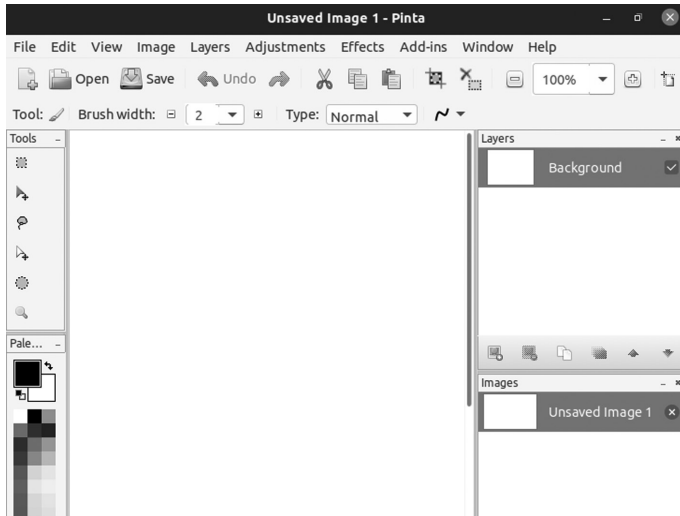 Unsaved Image 1 - Pinta
File Edit View Image Layers Adjustments Effects Add-ins Window Help
Open Save Undo 100%
Tool: Brush width: 2 Type: Normal
Tools
Layers
Background
Pale...
Images
Unsaved Image 1